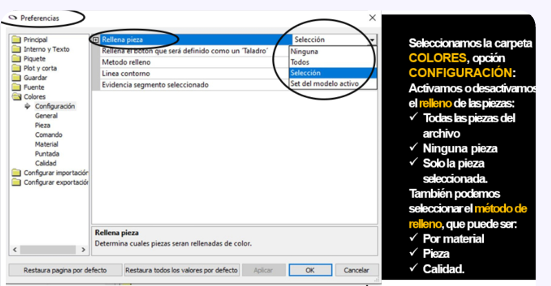 Preferencias
Principal
Interno y Texto
Piquete
Plot y corta
Guardar
Fuente
Colores
Configuración
General
Pieza
Comando
Material
Puntada
Calidad
Configurar importación
Configurar exportación
Rellena pieza
Selección
Rellena el botón que será definido como un 'Taladro'
Metodo relleno
Linea contorno
Evidencia segmento seleccionado
Ninguna
Todos
Selección
Set del modelo activo
Rellena pieza
Determina cuales piezas seran rellenadas de color.
Restaura pagina por defecto
Restaura todos los valores por defecto
Aplicar
OK
Cancelar
Seleccionamos la carpeta
COLORES, opción
CONFIGURACIÓN:
Activamos o desactivamos
el relleno de las piezas:
✓ Todas las piezas del
archivo
✓ Ninguna pieza
✓ Solo la pieza
seleccionada.
También podemos
seleccionar el método de
relleno, que puede ser:
✓ Por material
✓ Pieza
✓ Calidad.